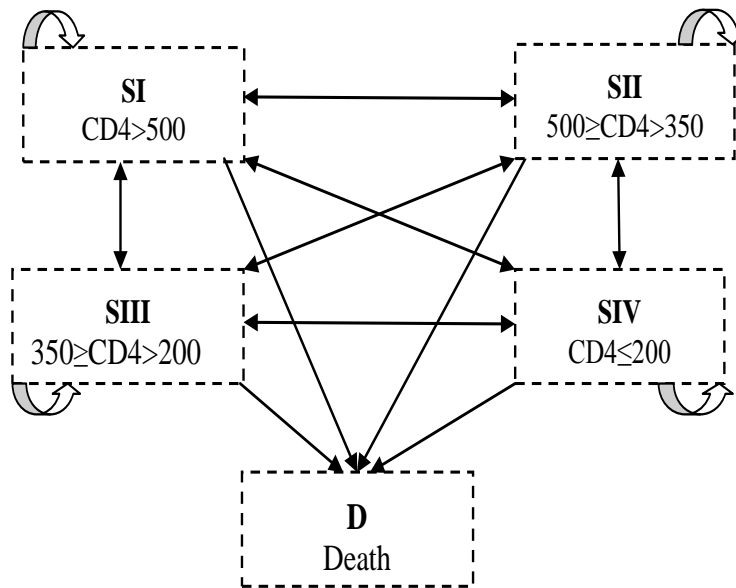 SI
CD4>500
SII
500≥CD4>350
SIII
350≥CD4>200
SIV
CD4≤200
D
Death